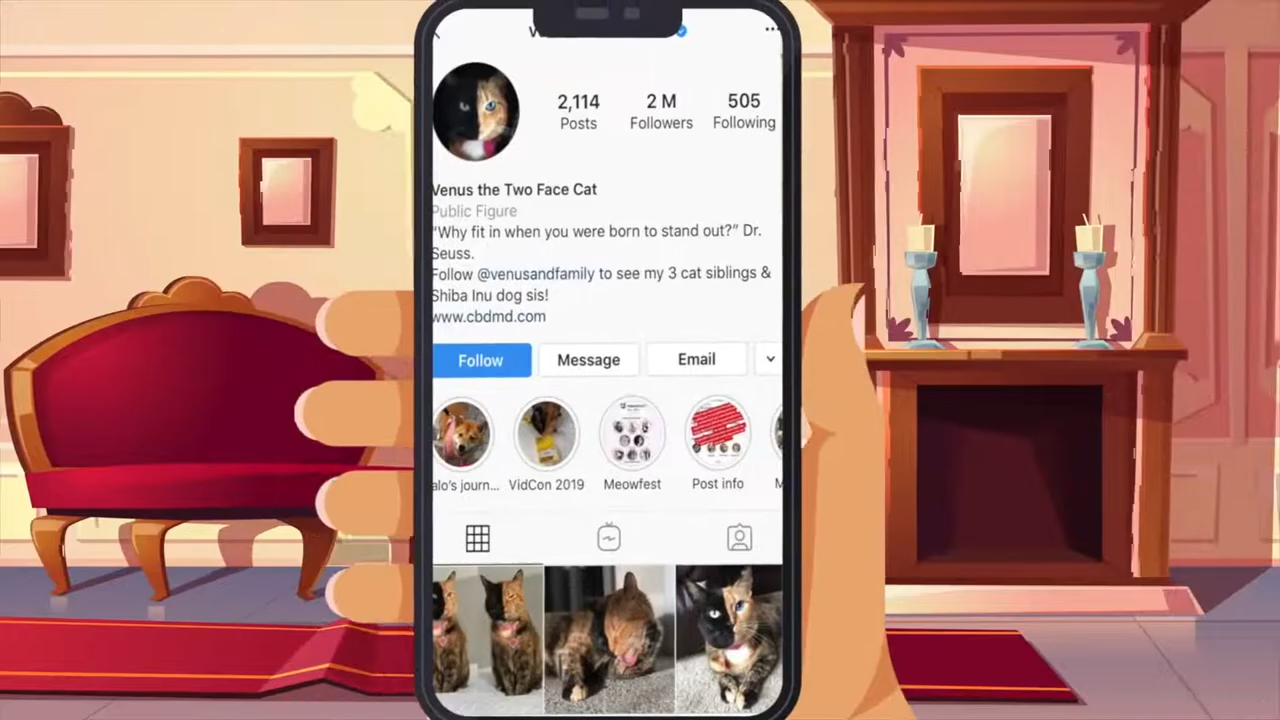 2,114
2 M
505
Posts
Followers
Following
Venus the Two Face Cat
Public Figure
"Why fit in when you were born to stand out?" Dr.
Seuss.
Follow @venusandfamily to see my 3 cat siblings &
Shiba Inu dog sis!
www.cbdmd.com
Follow
Message
Email
alo's journ...
VidCon 2019
Meowfest
Post info